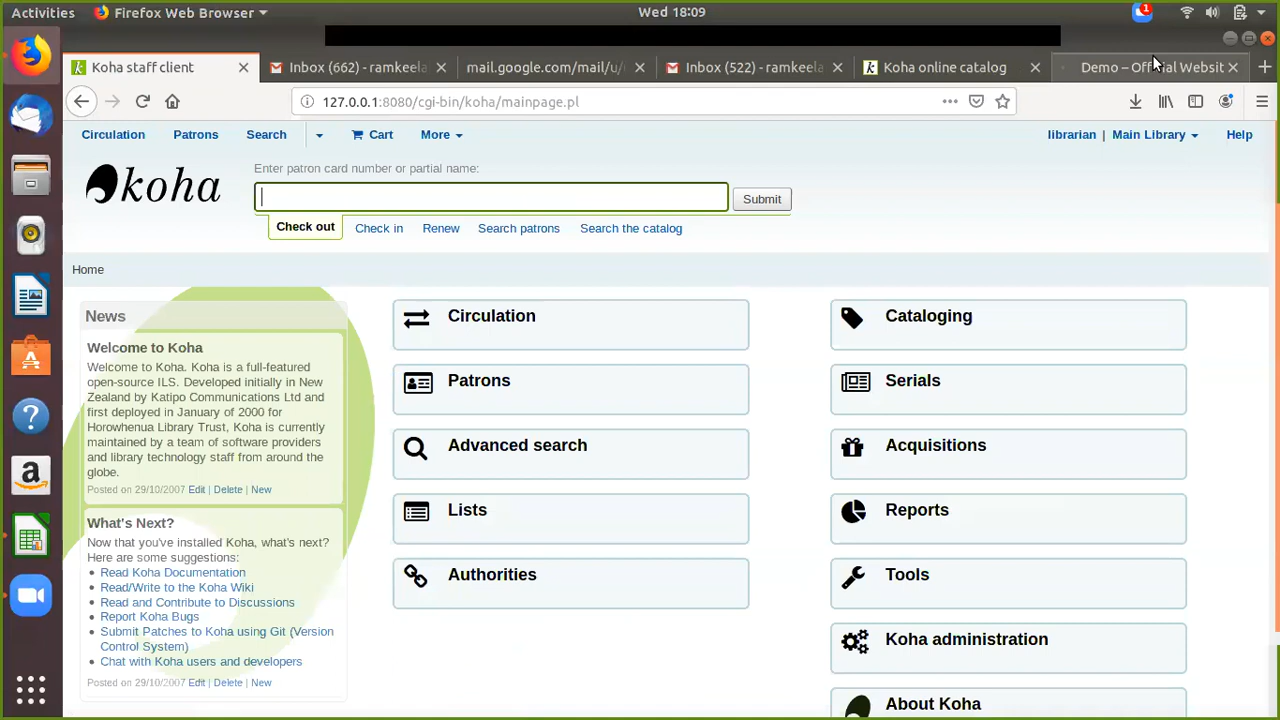 Activities Firefox Web Browser Wed 18:09 1
Koha staff client Inbox (662) - ramkeela mail.google.com/mail/u/ Inbox (522) - ramkeela Koha online catalog Demo – Official Websit
127.0.0.1:8080/cgi-bin/koha/mainpage.pl
Circulation Patrons Search Cart More librarian | Main Library Help
koha
Enter patron card number or partial name:
Submit
Check out Check in Renew Search patrons Search the catalog
Home
News
Welcome to Koha
Welcome to Koha. Koha is a full-featured
open-source ILS. Developed initially in New
Zealand by Katipo Communications Ltd and
first deployed in January of 2000 for
Horowhenua Library Trust, Koha is currently
maintained by a team of software providers
and library technology staff from around the
globe.
Posted on 29/10/2007 Edit | Delete | New
What's Next?
Now that you've installed Koha, what's next?
Here are some suggestions:
Read Koha Documentation
Read/Write to the Koha Wiki
Read and Contribute to Discussions
Report Koha Bugs
Submit Patches to Koha using Git (Version
Control System)
Chat with Koha users and developers
Posted on 29/10/2007 Edit | Delete | New
Circulation
Patrons
Advanced search
Lists
Authorities
Cataloging
Serials
Acquisitions
Reports
Tools
Koha administration
About Koha